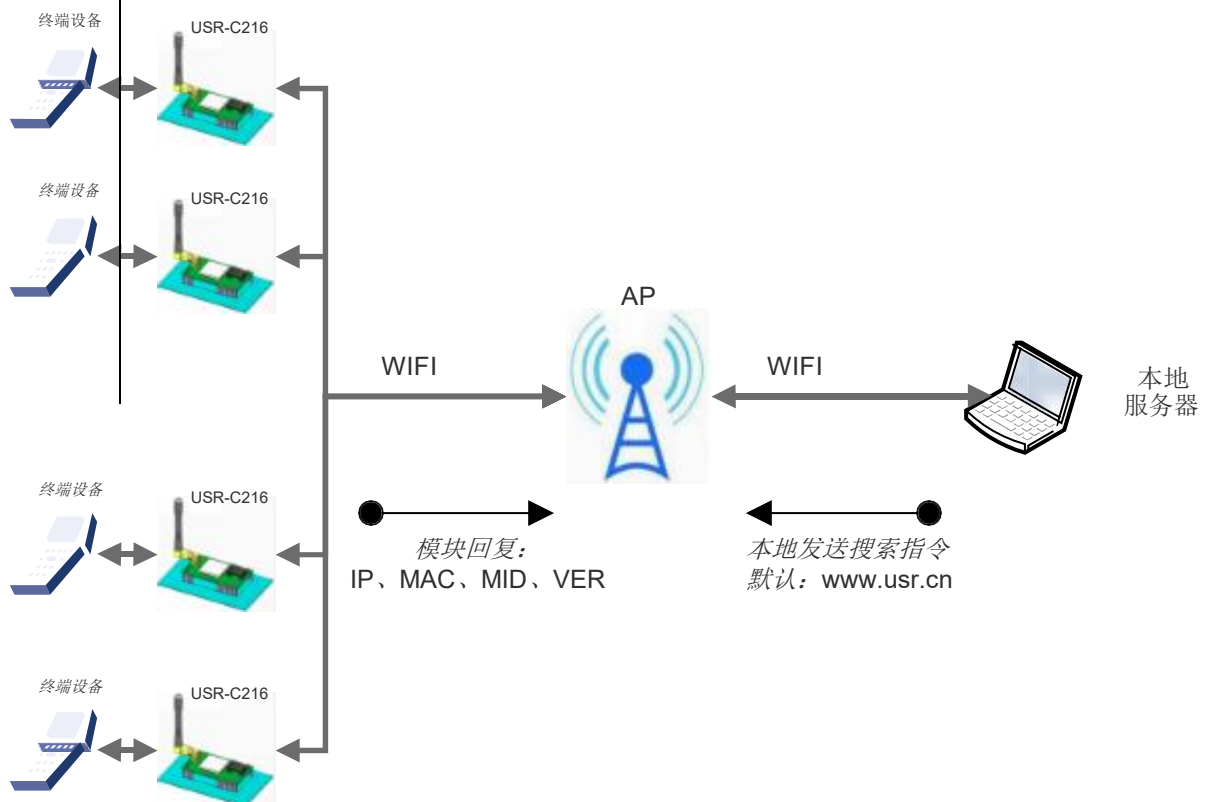 终端设备
USR-C216
终端设备
USR-C216
AP
WIFI
WIFI
本地
服务器
终端设备
USR-C216
模块回复：
IP、MAC、MID、VER
本地发送搜索指令
默认：www.usr.cn
终端设备
USR-C216